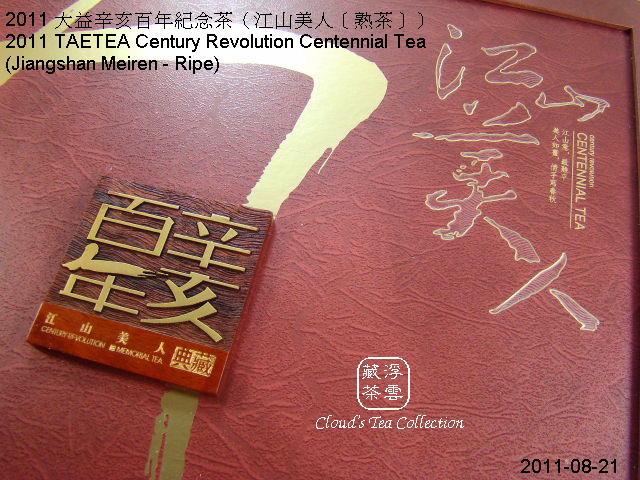 2011 大益辛亥百年紀念茶（江山美人〔熟茶〕）
2011 TAETEA Century Revolution Centennial Tea
(Jiangshan Meiren - Ripe)
江山美人
century revolution
CENTENNIAL TEA
辛亥
百年
江山美人
CENTURY REVOLUTION MEMORIAL TEA
典藏
浮雲
藏茶
Cloud's Tea Collection
2011-08-21